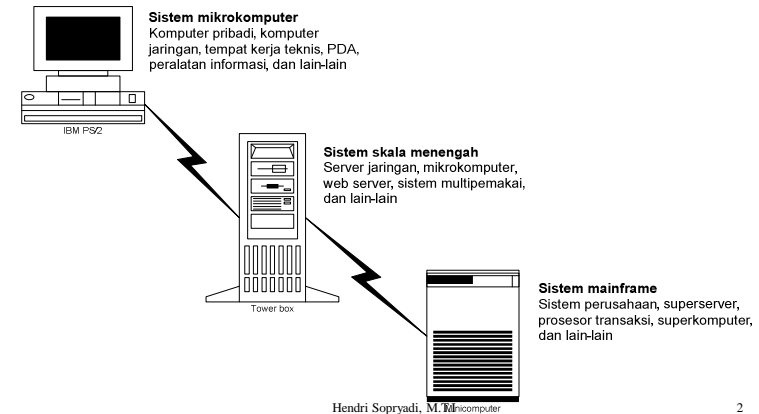 Sistem mikrokomputer
Komputer pribadi, komputer
jaringan, tempat kerja teknis, PDA,
peralatan informasi, dan lain-lain
IBM PS/2
Sistem skala menengah
Server jaringan, mikrokomputer,
web server, sistem multipemakai,
dan lain-lain
Tower box
Sistem mainframe
Sistem perusahaan, superserver,
prosesor transaksi, superkomputer,
dan lain-lain
Minicomputer
Hendri Sopryadi, M.T.I
2